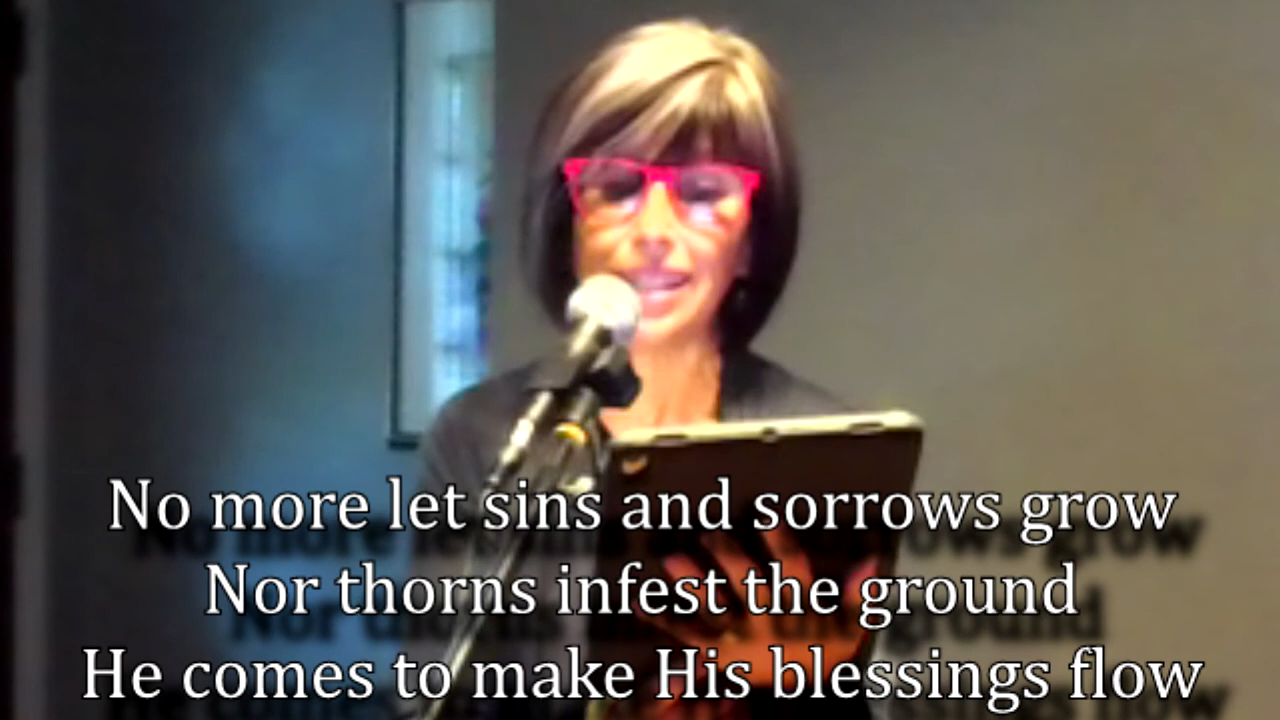 No more let sins and sorrows grow
Nor thorns infest the ground
He comes to make His blessings flow